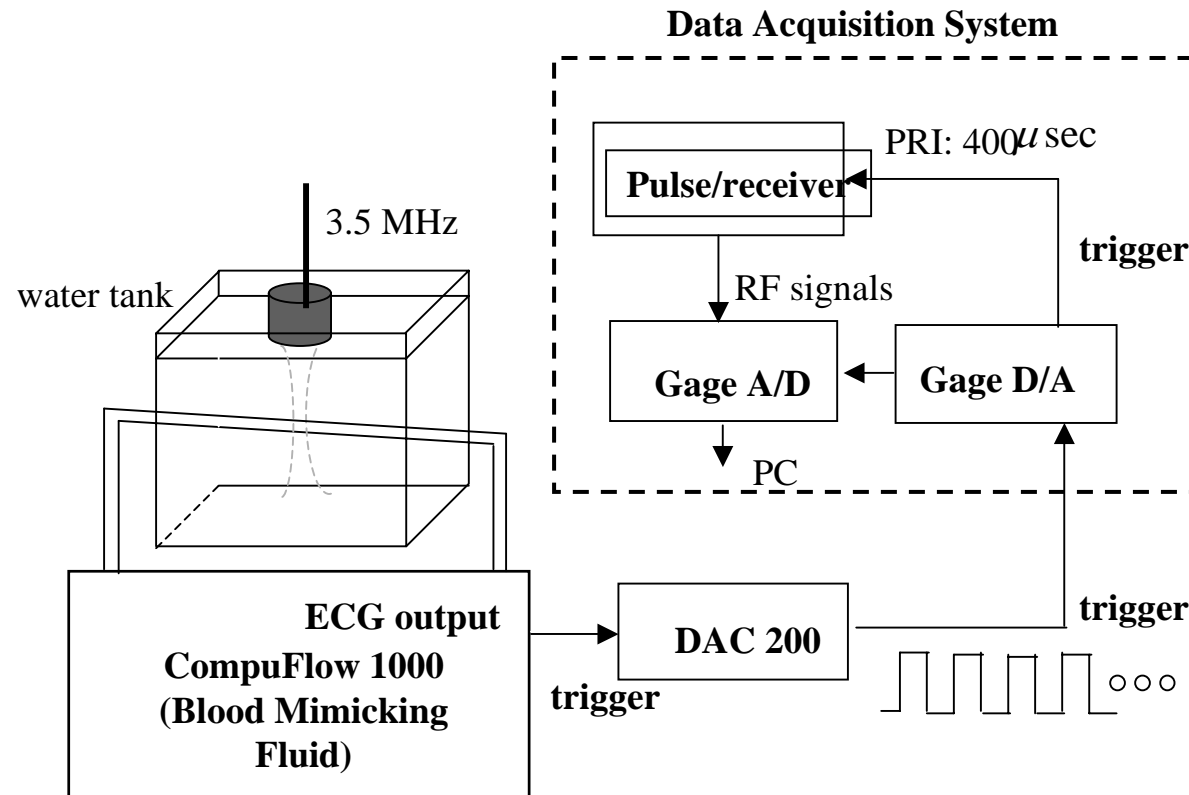 Data Acquisition System
PRI: 400μsec
Pulse/receiver
3.5 MHz
trigger
water tank
RF signals
Gage A/D
Gage D/A
PC
ECG output
trigger
DAC 200
CompuFlow 1000
(Blood Mimicking
Fluid)
trigger